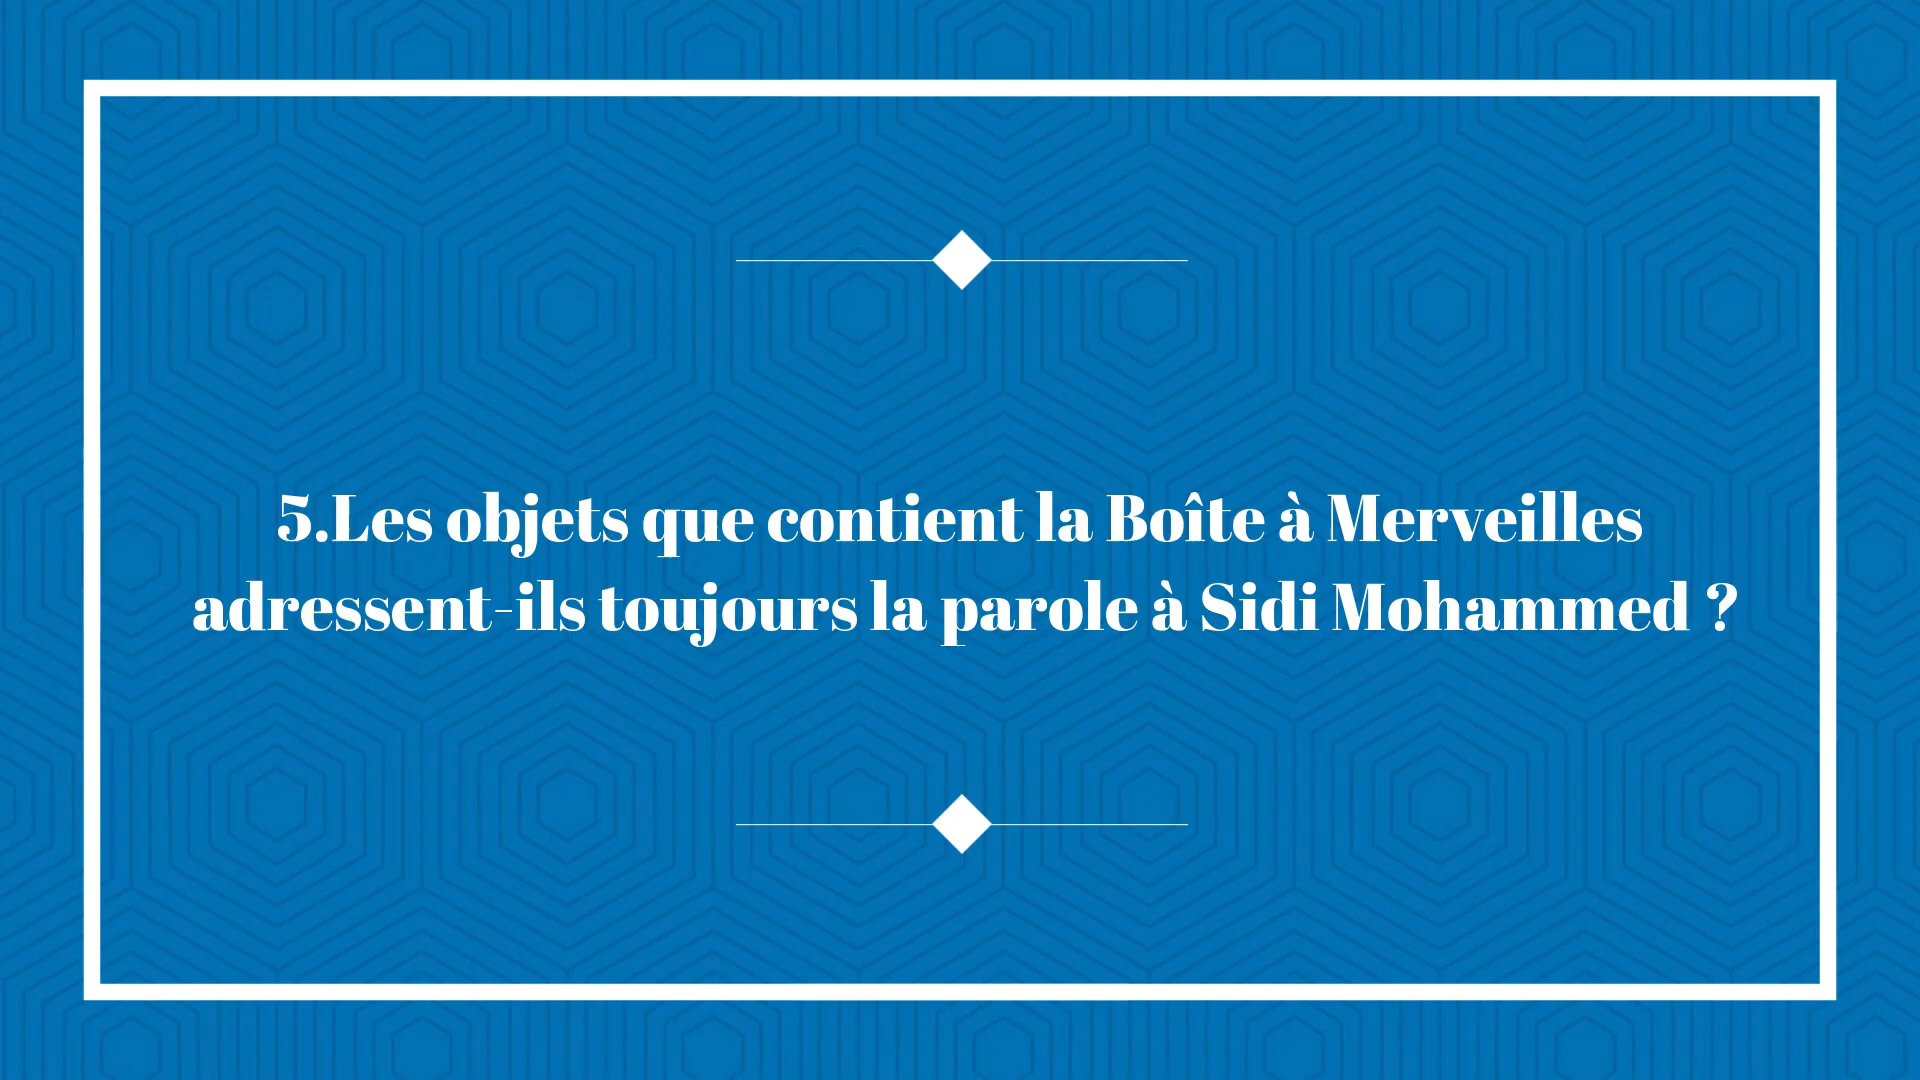 5.Les objets que contient la Boîte à Merveilles
adressent-ils toujours la parole à Sidi Mohammed ?